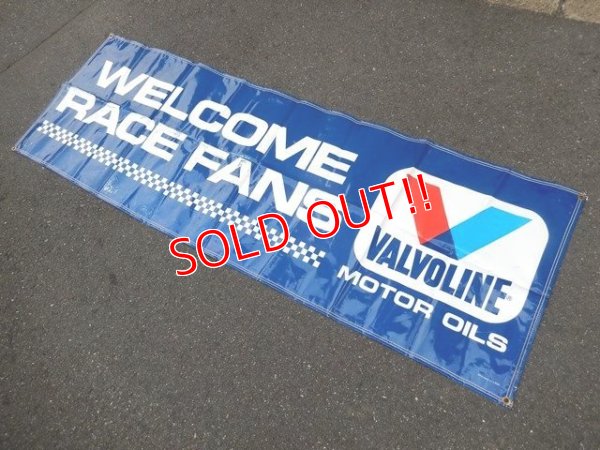 WELCOME
RACE FANS
SOLD OUT!!
VALVOLINE®
MOTOR OILS